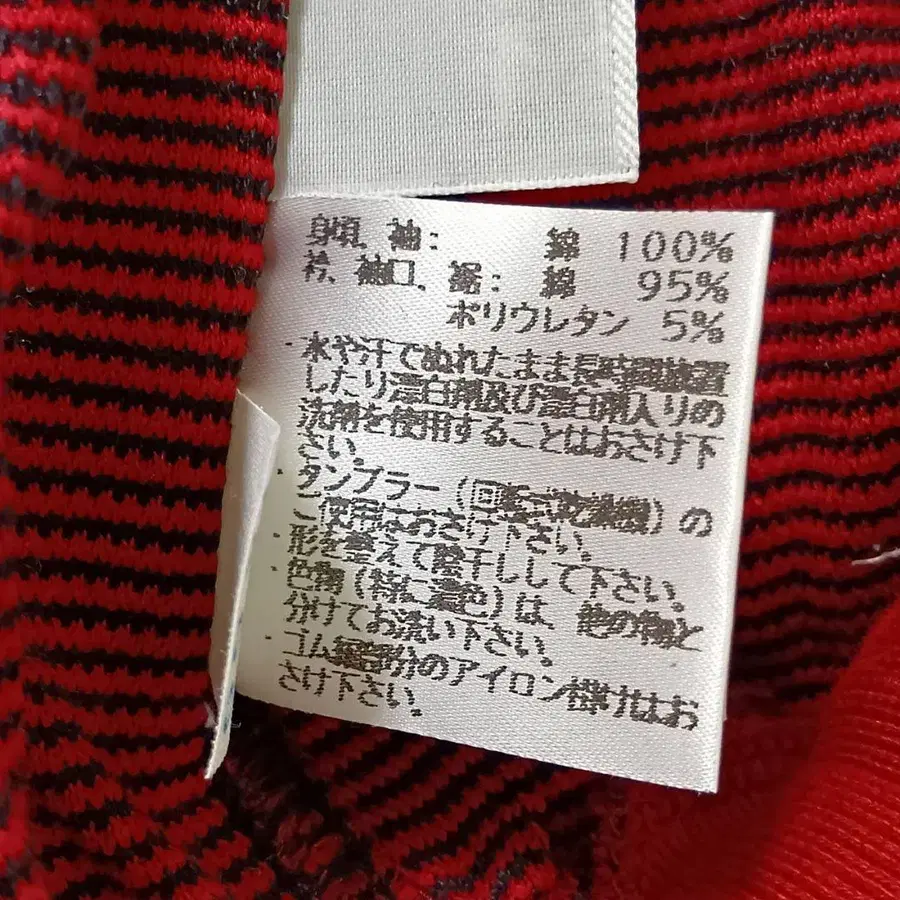 身頃、袖: 綿 100%
衿、袖口、裾: 綿 95%
ポリウレタン 5%
水や汗でぬれたまま長時間放置
したり漂白剤及び漂白剤入りの
洗剤を使用することはおさけ下
さい。
タンブラー(回転式乾燥機)の
ご使用はおさけ下さい。
形を整えて陰干しして下さい。
色物(特に濃色)は、他の物と
分けてお洗い下さい。
ゴム部分のアイロン掛けはお
さけ下さい。